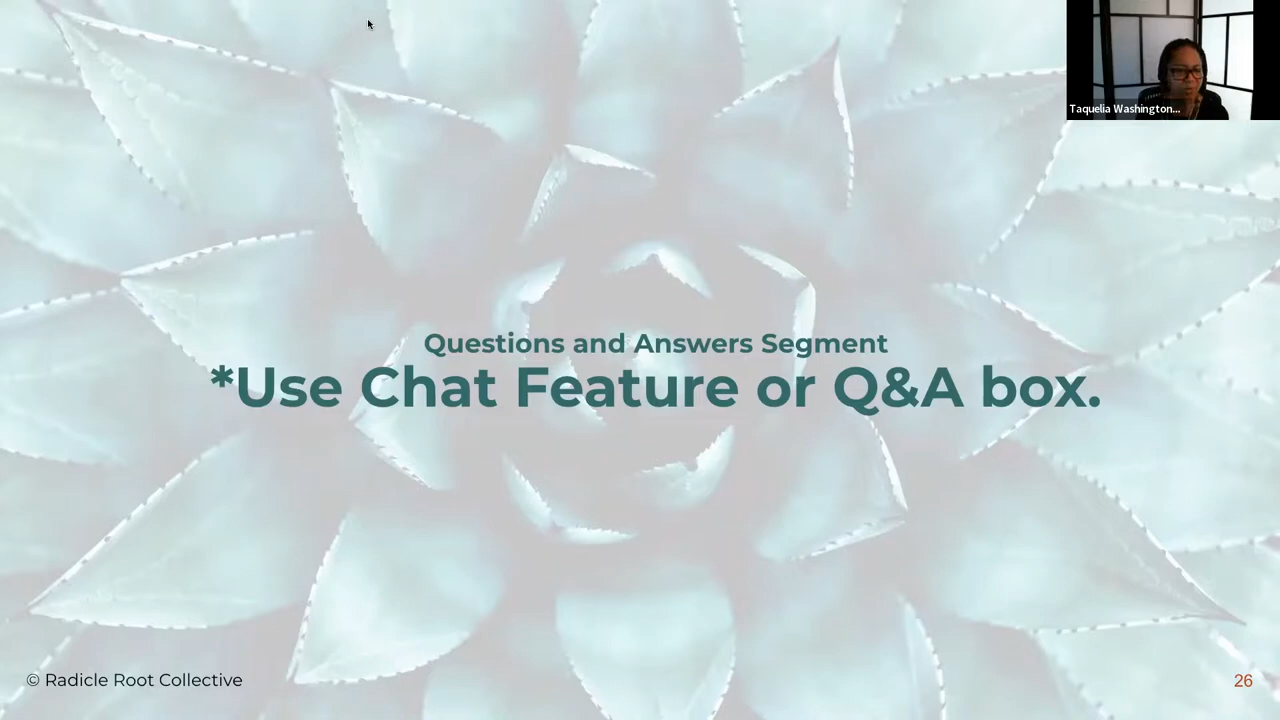 Taquelia Washington...
Questions and Answers Segment
*Use Chat Feature or Q&A box.
© Radicle Root Collective
26